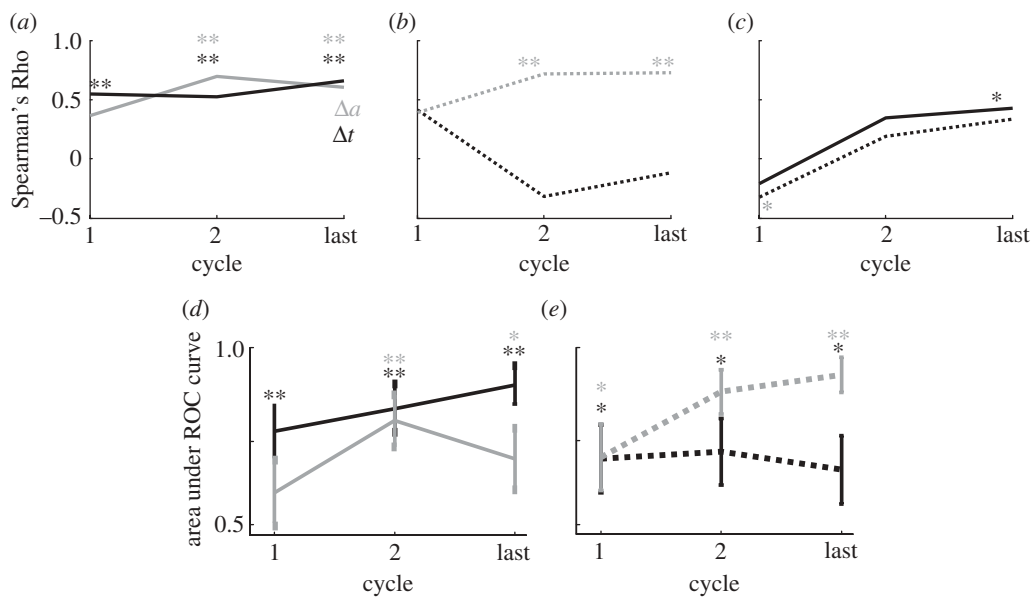 (a)
(b)
(c)
Spearman's Rho
1.0
0.5
0
–0.5
**
**
**
**
**
Δa
Δt
1
2
last
cycle
**
**
1
2
last
cycle
*
*
1
2
last
cycle
(d)
(e)
area under ROC curve
1.0
0.5
**
**
**
*
**
1
2
last
cycle
*
*
**
*
**
*
1
2
last
cycle